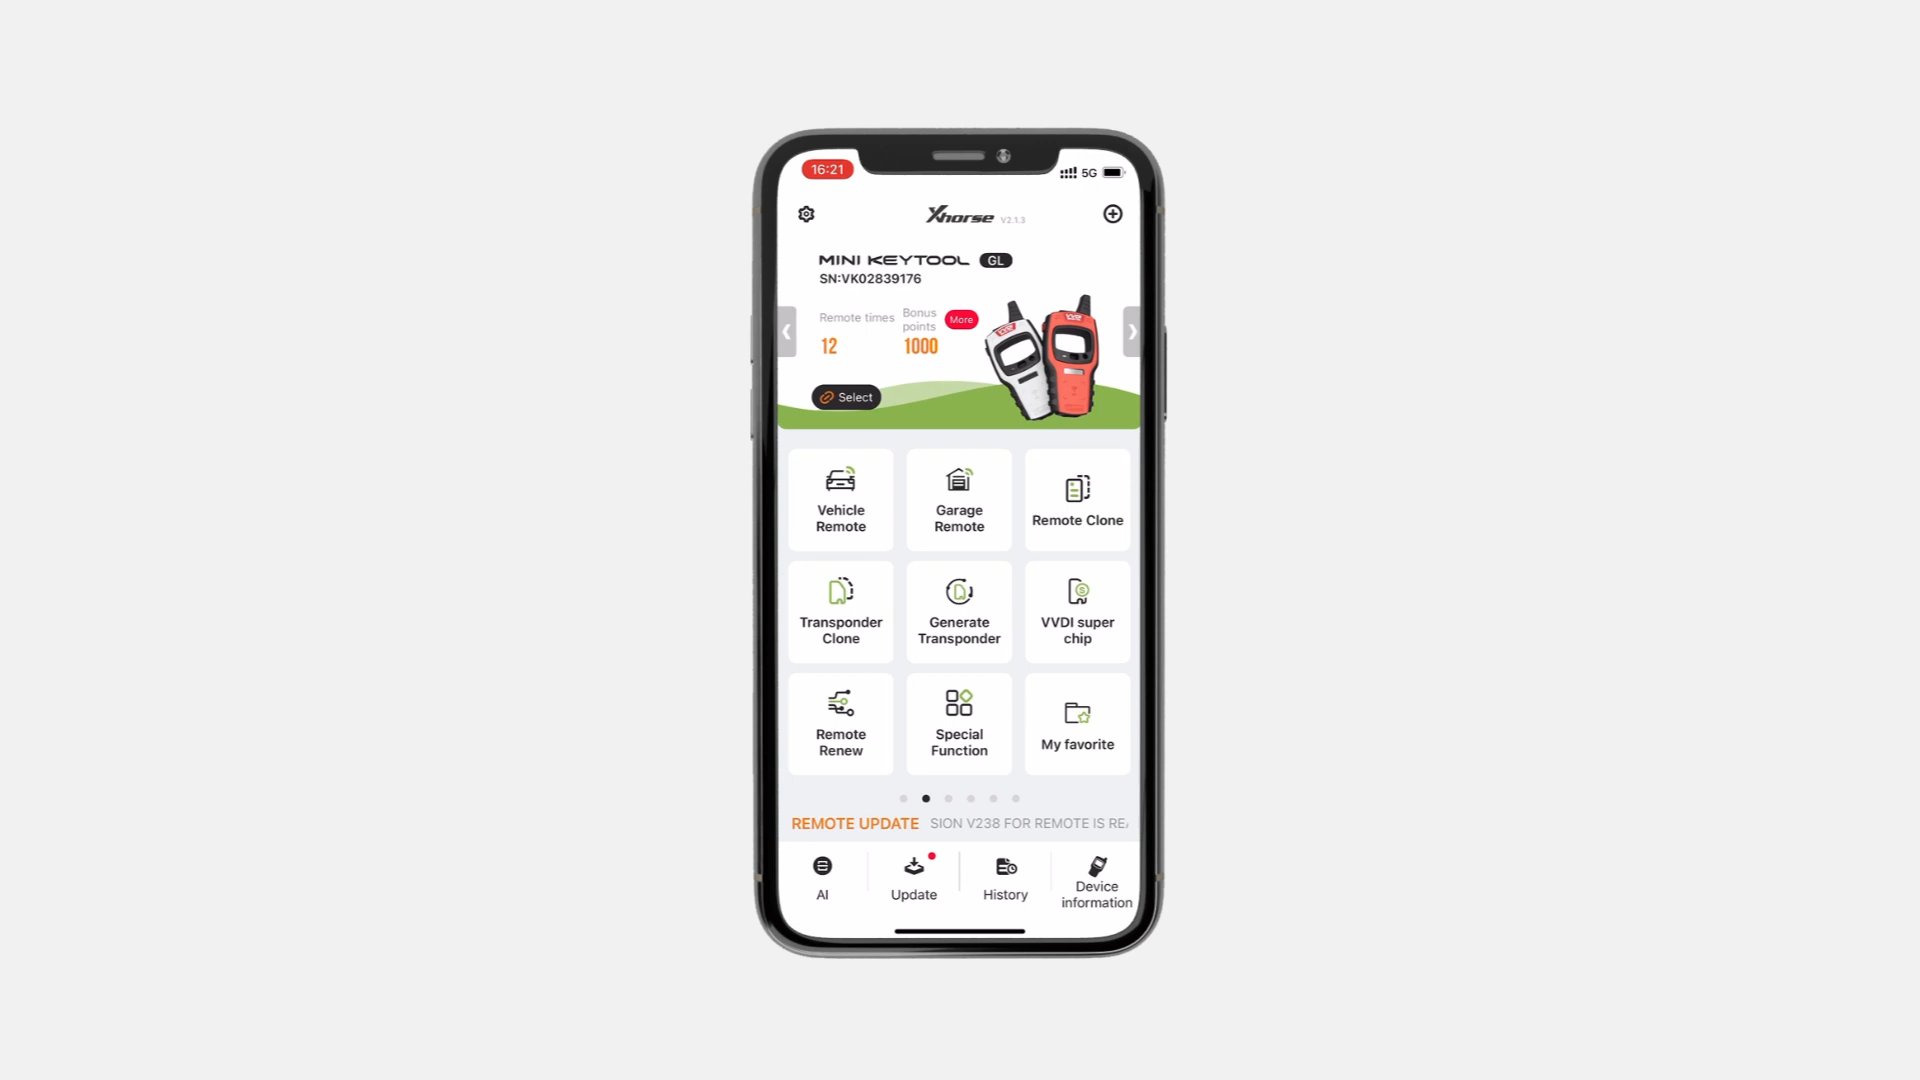 16:21
5G
Xhorse V2.1.3
MINI KEYTOOL GL
SN:VK02839176
Remote times
Bonus
points
More
12
1000
Select
Vehicle
Remote
Garage
Remote
Remote Clone
Transponder
Clone
Generate
Transponder
VVDI super
chip
Remote
Renew
Special
Function
My favorite
REMOTE UPDATE SION V238 FOR REMOTE IS
AI
Update
History
Device
information